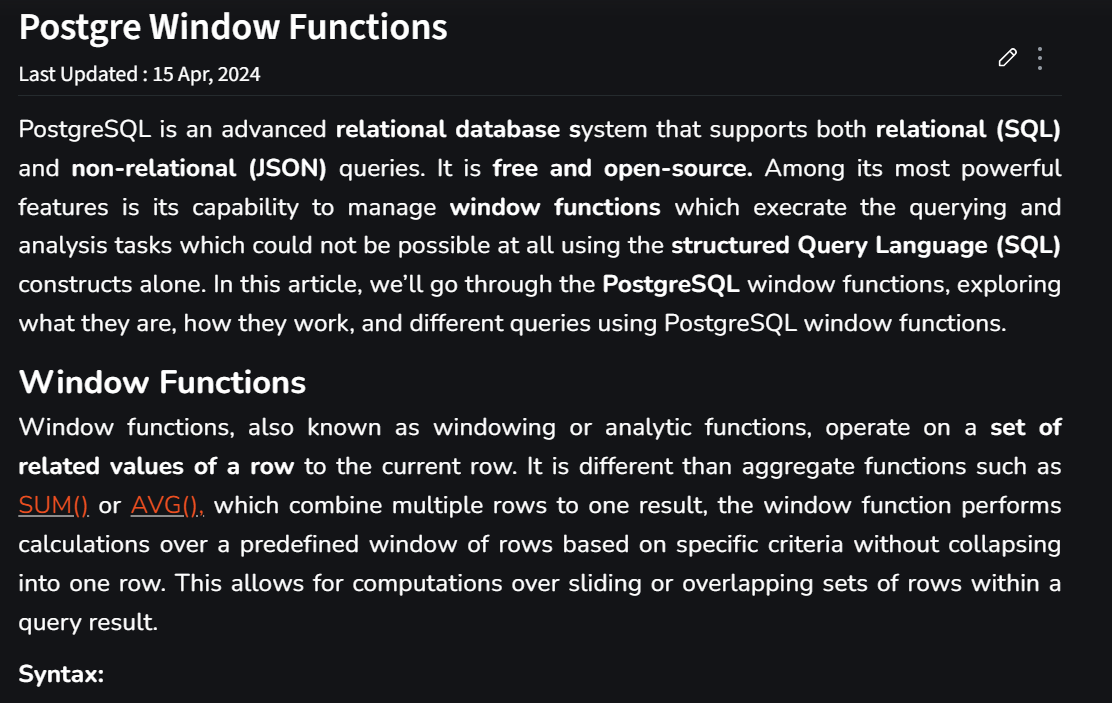 Postgre Window Functions
Last Updated : 15 Apr, 2024
PostgreSQL is an advanced relational database system that supports both relational (SQL)
and non-relational (JSON) queries. It is free and open-source. Among its most powerful
features is its capability to manage window functions which execrate the querying and
analysis tasks which could not be possible at all using the structured Query Language (SQL)
constructs alone. In this article, we’ll go through the PostgreSQL window functions, exploring
what they are, how they work, and different queries using PostgreSQL window functions.
Window Functions
Window functions, also known as windowing or analytic functions, operate on a set of
related values of a row to the current row. It is different than aggregate functions such as
SUM() or AVG(), which combine multiple rows to one result, the window function performs
calculations over a predefined window of rows based on specific criteria without collapsing
into one row. This allows for computations over sliding or overlapping sets of rows within a
query result.
Syntax: